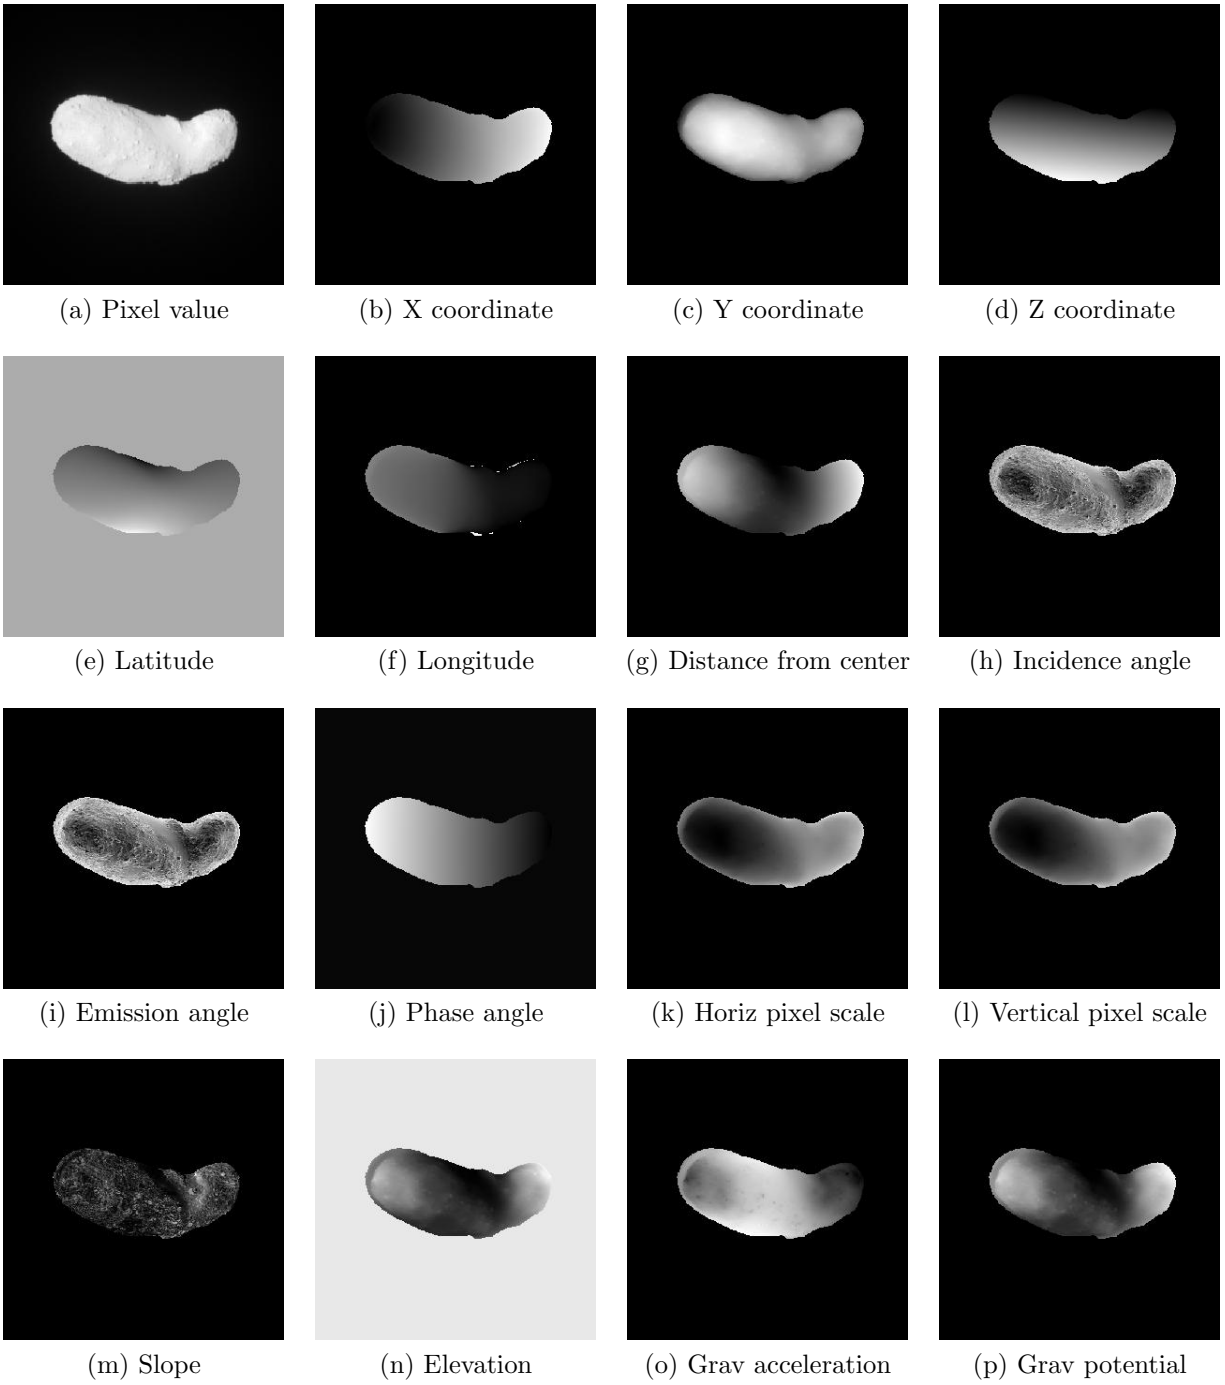 (a) Pixel value
(b) X coordinate
(c) Y coordinate
(d) Z coordinate
(e) Latitude
(f) Longitude
(g) Distance from center
(h) Incidence angle
(i) Emission angle
(j) Phase angle
(k) Horiz pixel scale
(l) Vertical pixel scale
(m) Slope
(n) Elevation
(o) Grav acceleration
(p) Grav potential